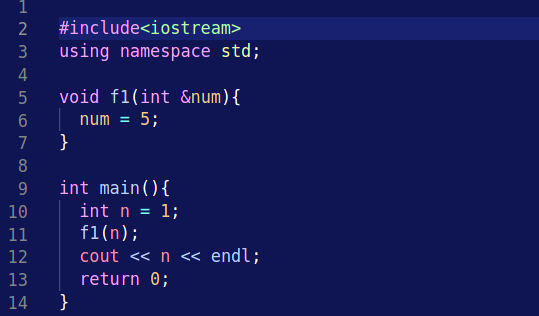 1
2 #include<iostream>
3 using namespace std;
4
5 void f1(int &num){
6   num = 5;
7 }
8
9 int main(){
10   int n = 1;
11   f1(n);
12   cout << n << endl;
13   return 0;
14 }